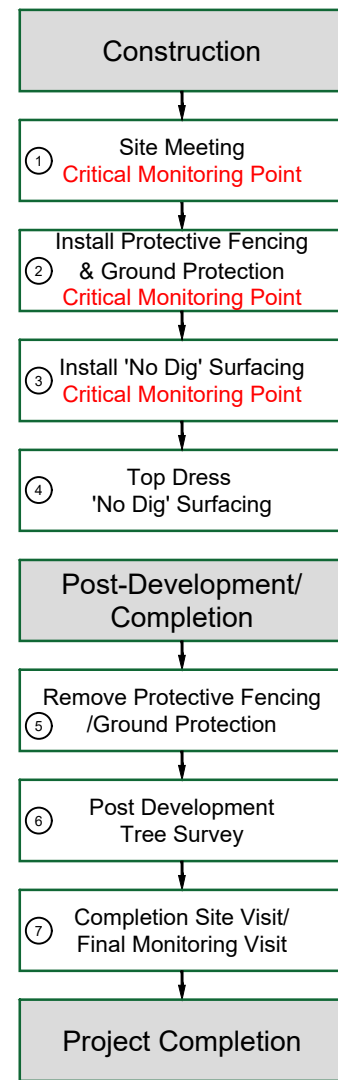 Construction
1
Site Meeting
Critical Monitoring Point
Install Protective Fencing
2
& Ground Protection
Critical Monitoring Point
3
Install 'No Dig' Surfacing
Critical Monitoring Point
4
Top Dress
'No Dig' Surfacing
Post-Development/
Completion
Remove Protective Fencing
5
/Ground Protection
6
Post Development
Tree Survey
7
Completion Site Visit/
Final Monitoring Visit
Project Completion